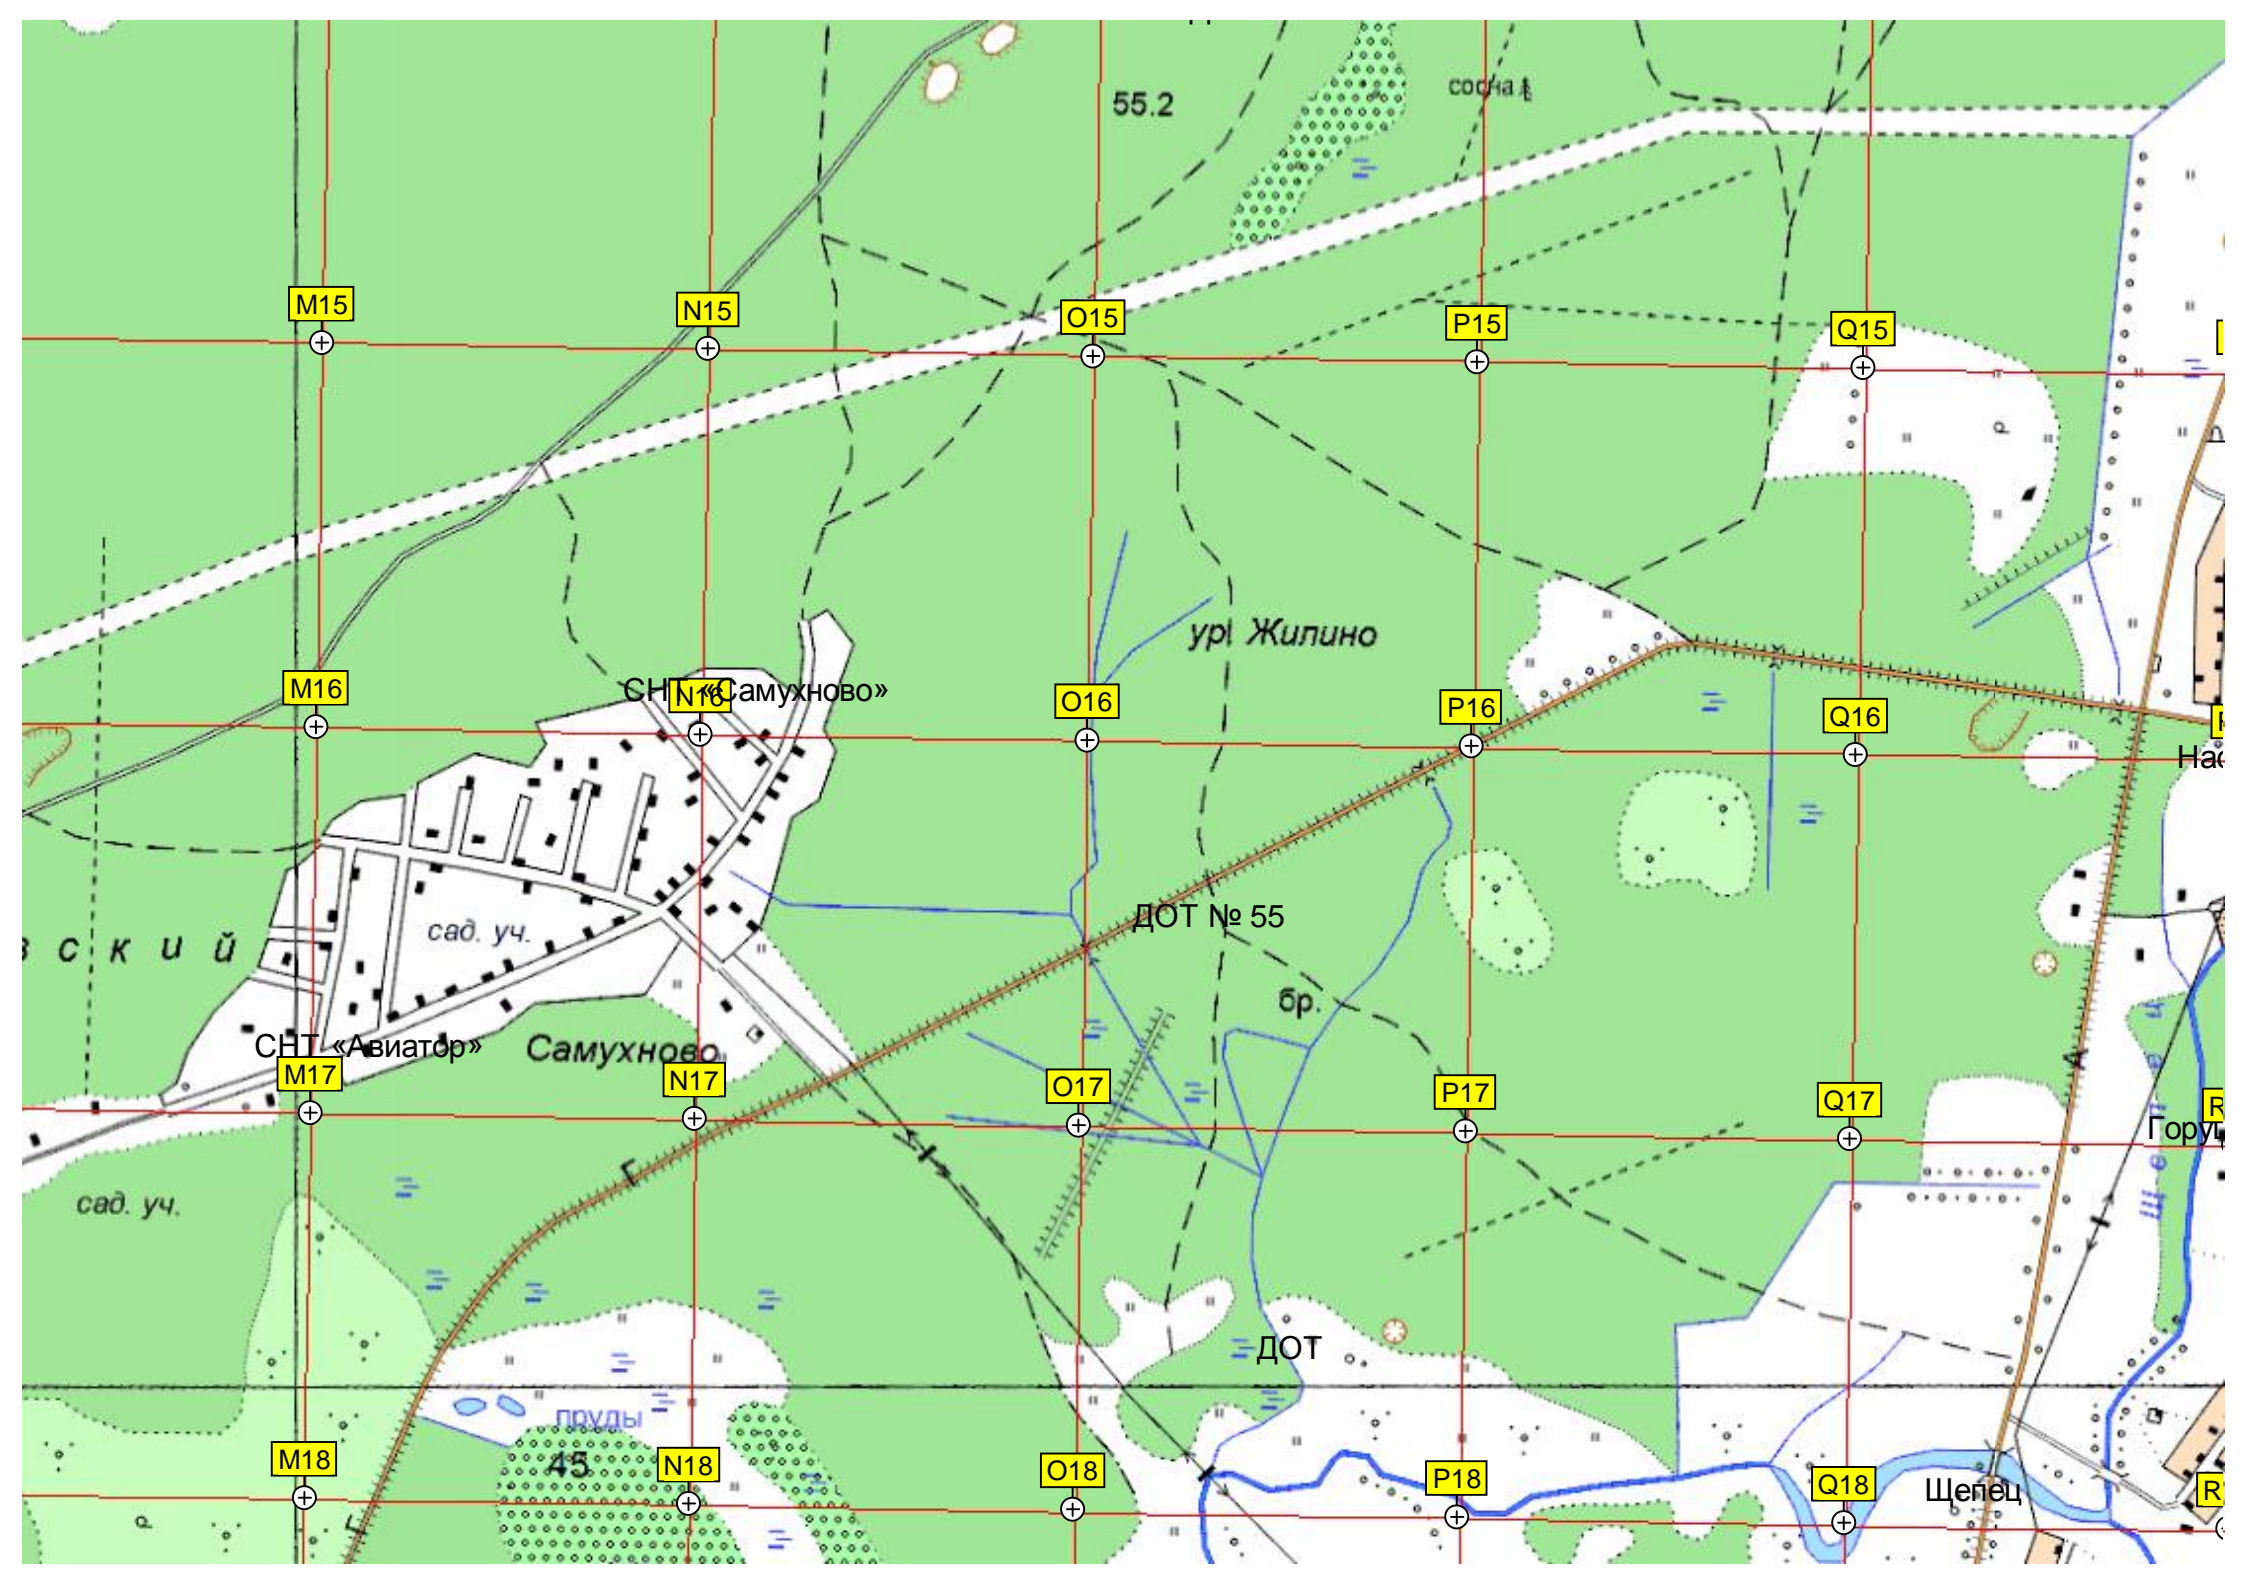 55.2
сосна
M15
N15
O15
P15
Q15
ур. Жилино
M16
СНТ «Самухново»
N16
O16
P16
Q16
ДОТ № 55
сад. уч.
с к и й
бр.
СНТ «Авиатор»
Самухново
M17
N17
O17
P17
Q17
А
Г
сад. уч.
ДОТ
пруды
45
M18
N18
O18
P18
Q18
Щепец
Г